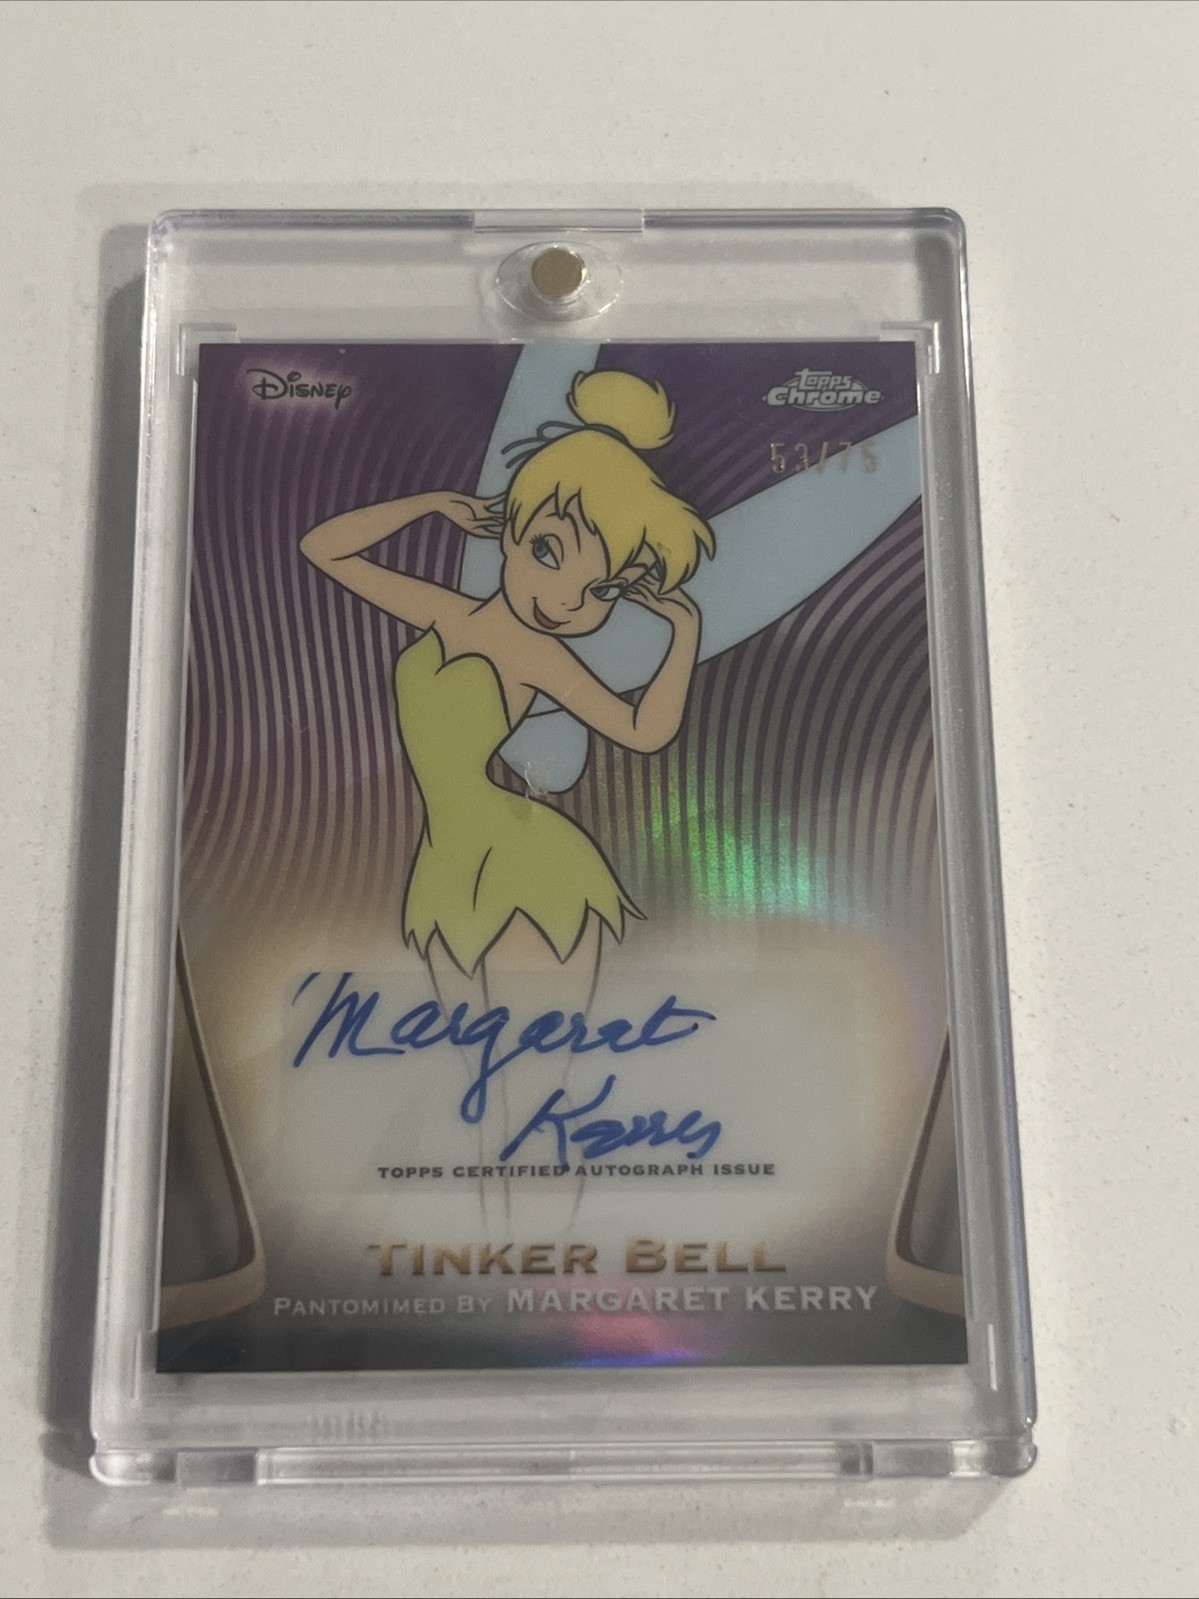 Disney
topps
Chrome
53/75
Margaret
Kerry
TOPPS CERTIFIED AUTOGRAPH ISSUE
TINKER BELL
PANTOMIMED BY MARGARET KERRY